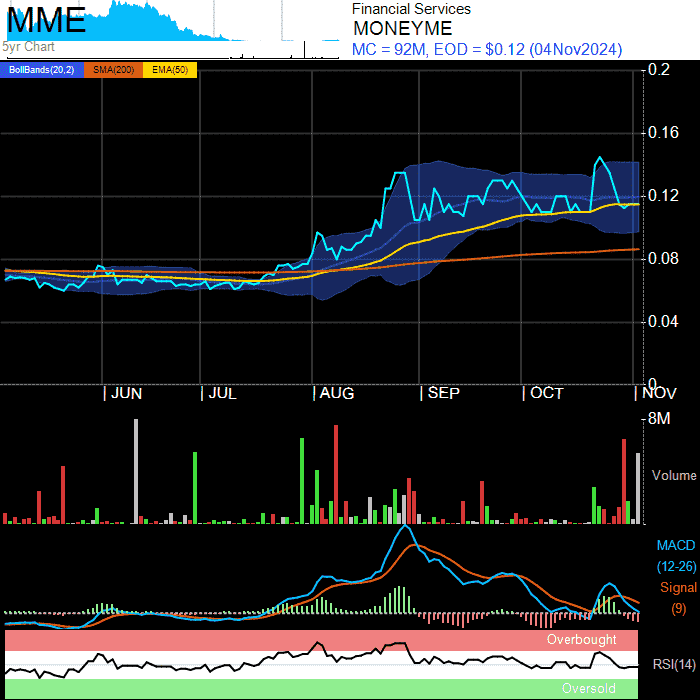 MME
5yr Chart
Financial Services
MONEYME
MC = 92M, EOD = $0.12 (04Nov2024)
BollBands(20,2) SMA(200) EMA(50)
0.2
0.16
0.12
0.08
0.04
0
| JUN | JUL | AUG | SEP | OCT | NOV
8M
Volume
MACD
(12-26)
Signal
(9)
Overbought
RSI(14)
Oversold